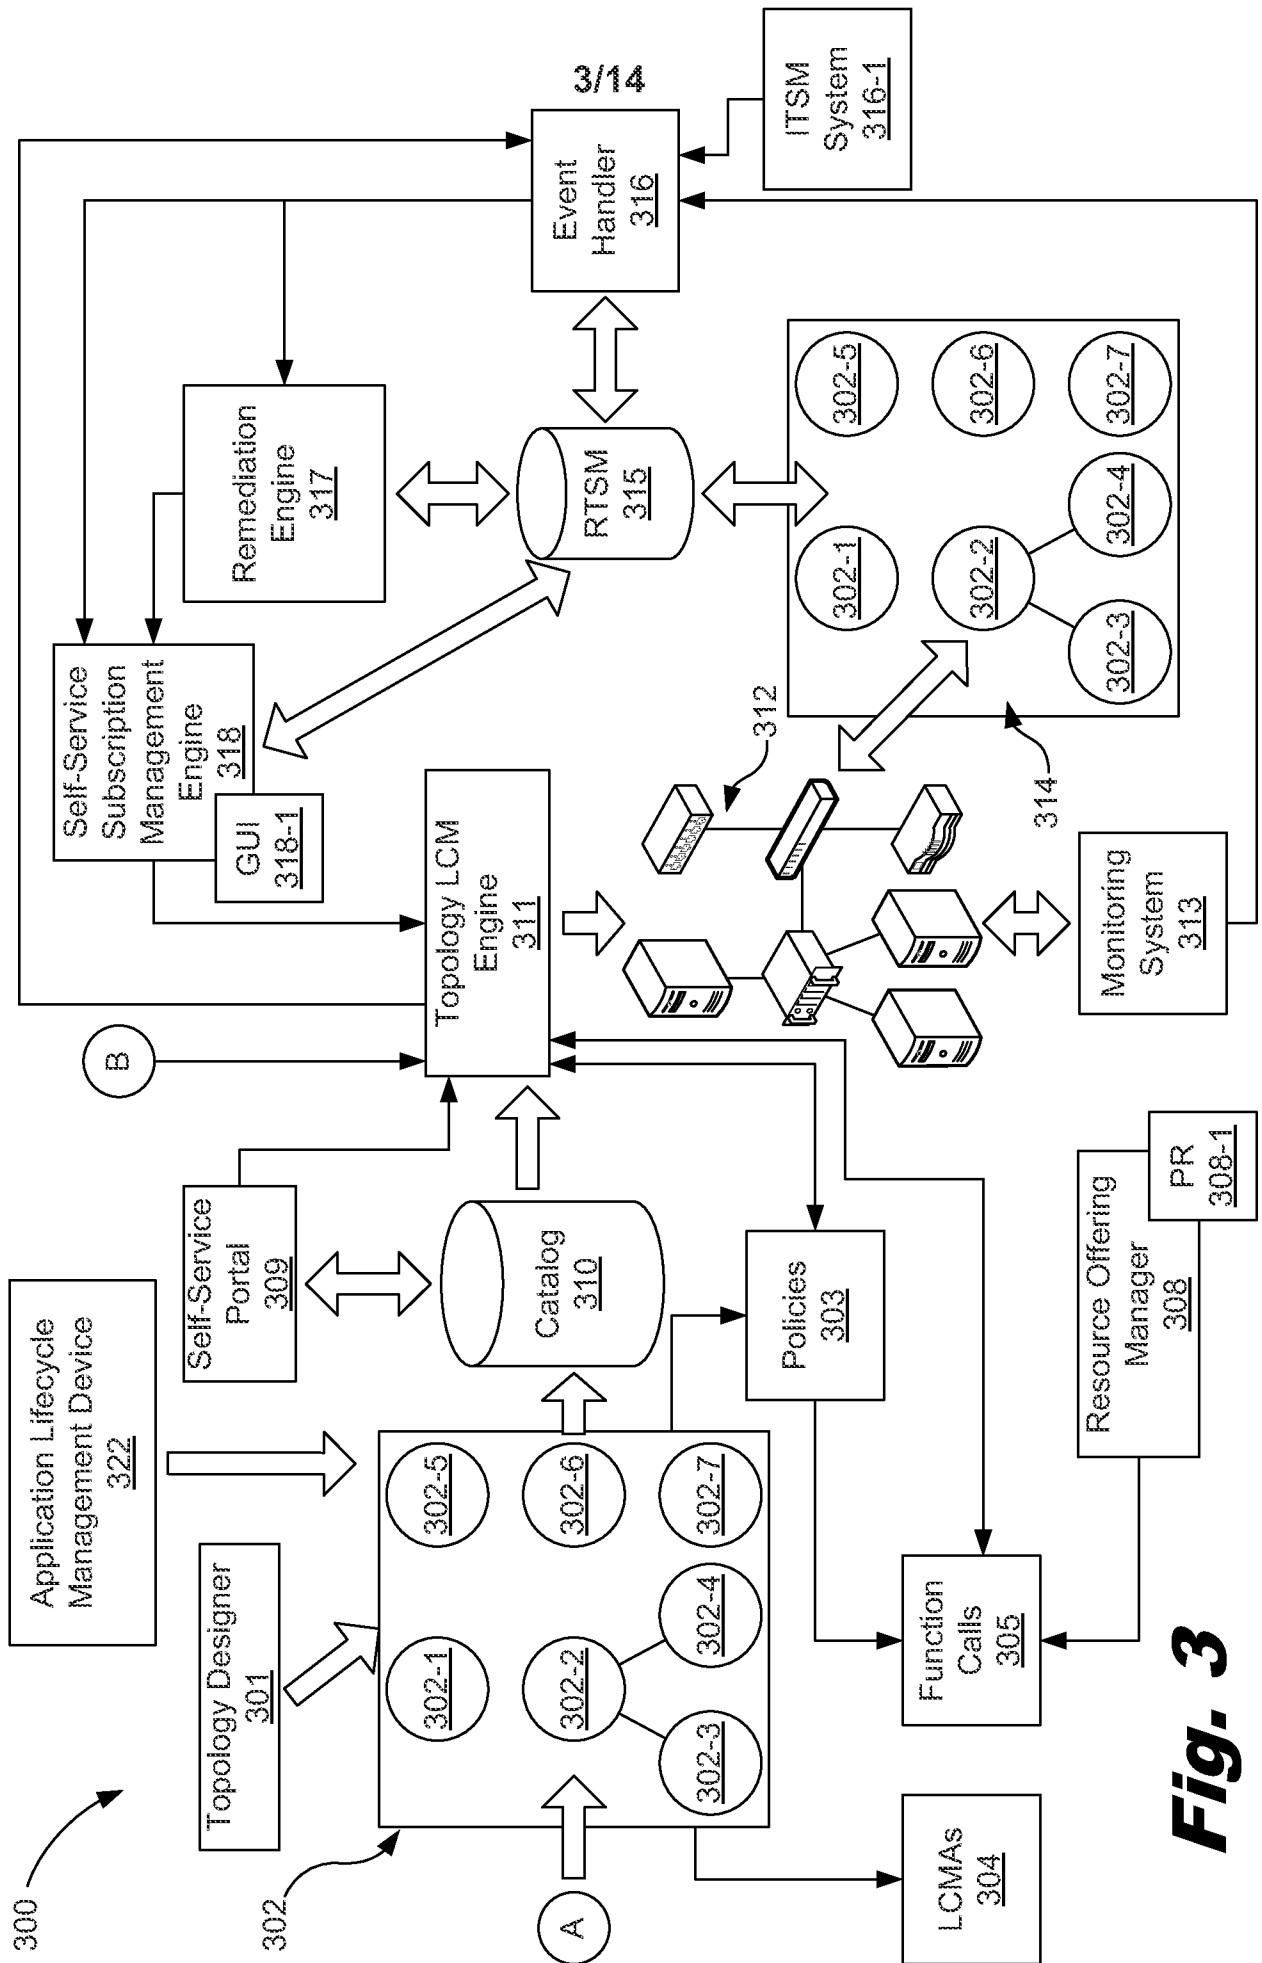 3/14
300
Application Lifecycle
Management Device
322
Topology Designer
301
302
A
302-1
302-2
302-3
302-4
302-5
302-6
302-7
LCMAs
304
Function
Calls
305
Policies
303
Resource Offering
Manager
308
PR
308-1
Self-Service
Portal
309
Catalog
310
B
Topology LCM
Engine
311
312
Monitoring
System
313
314
302-1
302-2
302-3
302-4
302-5
302-6
302-7
Self-Service
Subscription
Management
Engine
318
GUI
318-1
Remediation
Engine
317
RTSM
315
Event
Handler
316
ITSM
System
316-1
Fig. 3